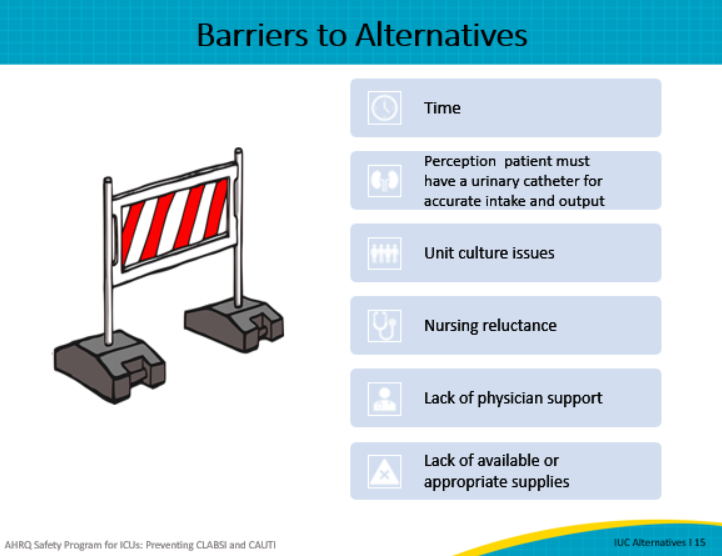 Barriers to Alternatives
Time
Perception  patient must
have a urinary catheter for
accurate intake and output
Unit culture issues
Nursing reluctance
Lack of physician support
Lack of available or
appropriate supplies
AHRQ Safety Program for ICUs: Preventing CLABSI and CAUTI
IUC Alternatives I 15